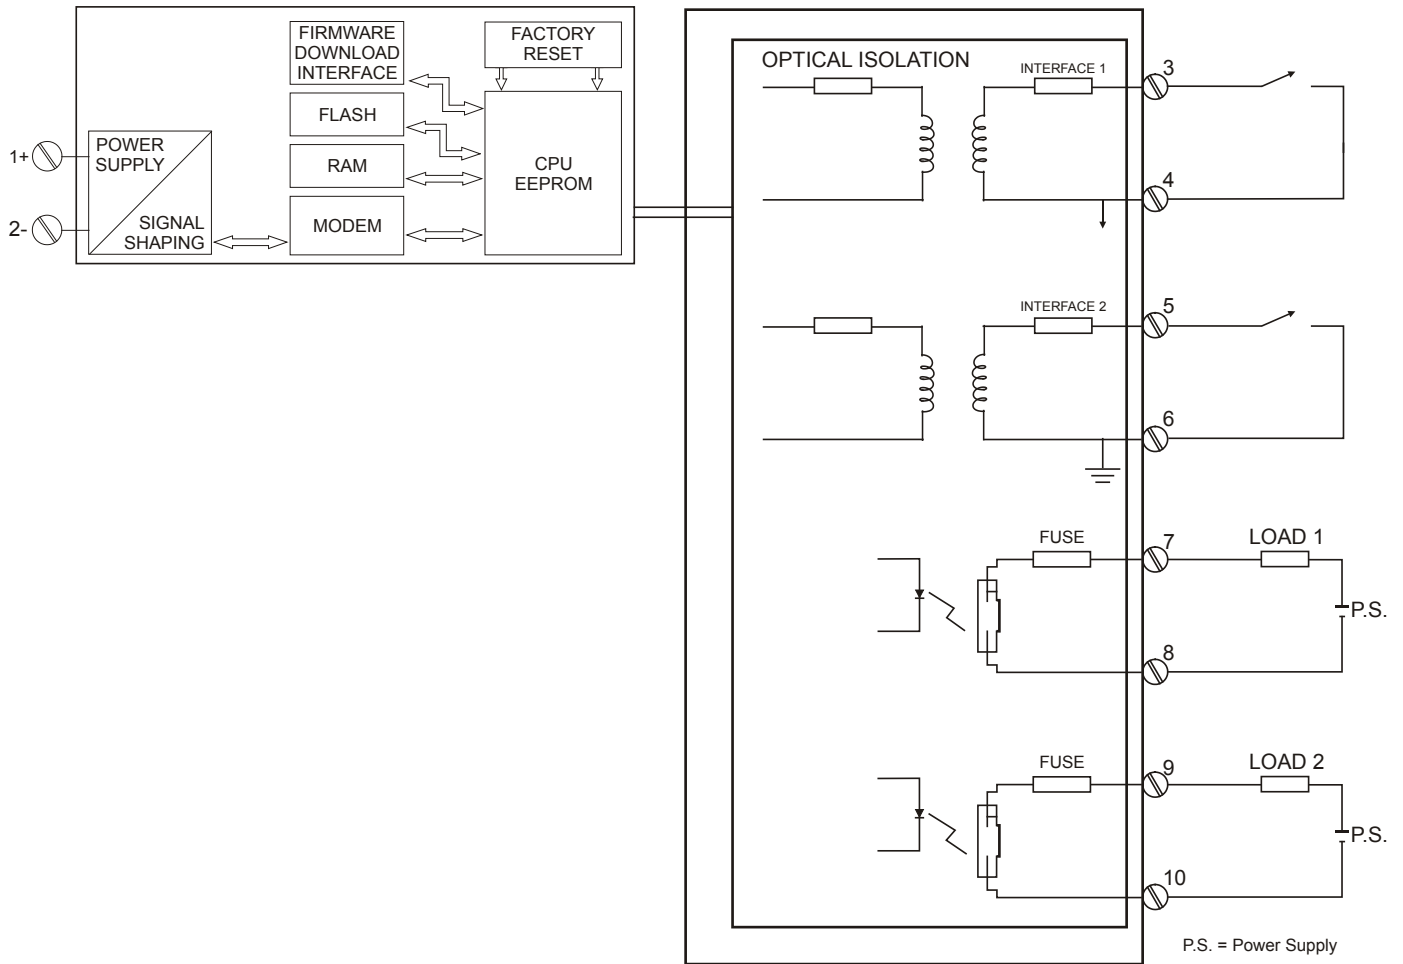 FIRMWARE
DOWNLOAD
INTERFACE
FACTORY
RESET
FLASH
RAM
MODEM
CPU
EEPROM
1+
2-
POWER
SUPPLY
SIGNAL
SHAPING
OPTICAL ISOLATION
INTERFACE 1
3
4
INTERFACE 2
5
6
FUSE
7
LOAD 1
P.S.
8
FUSE
9
LOAD 2
P.S.
10
P.S. = Power Supply